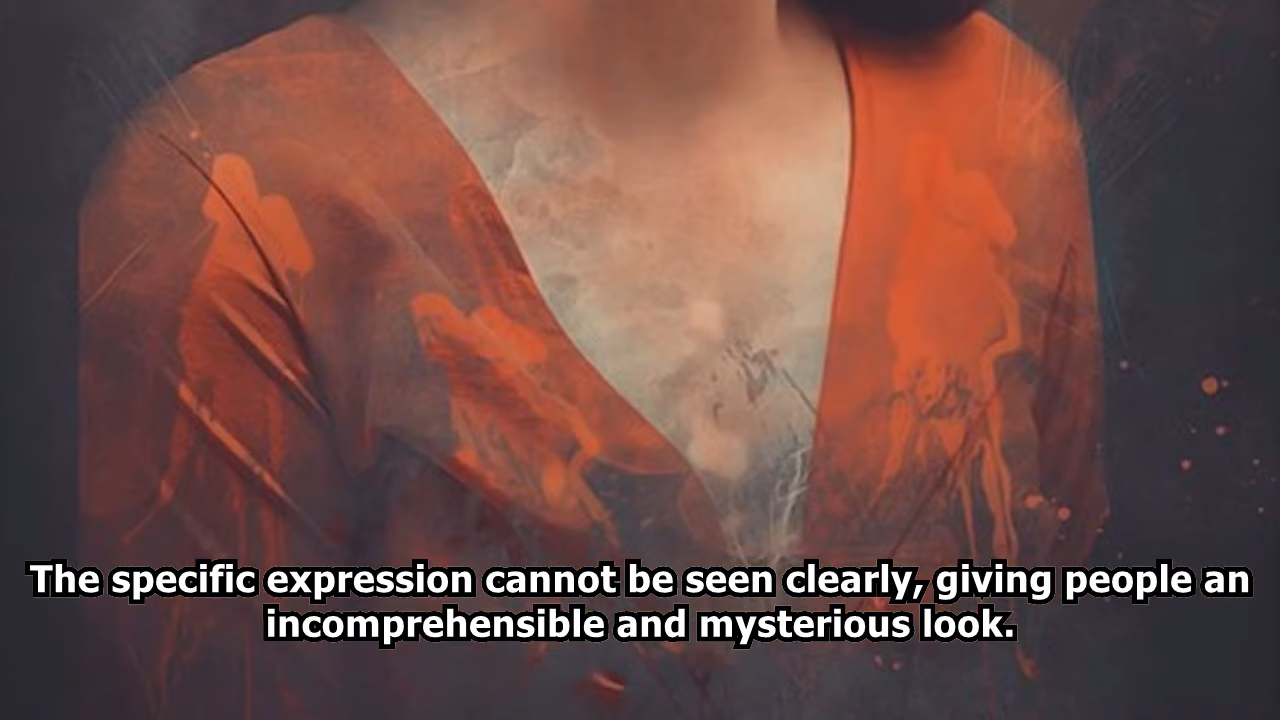 The specific expression cannot be seen clearly, giving people an
incomprehensible and mysterious look.